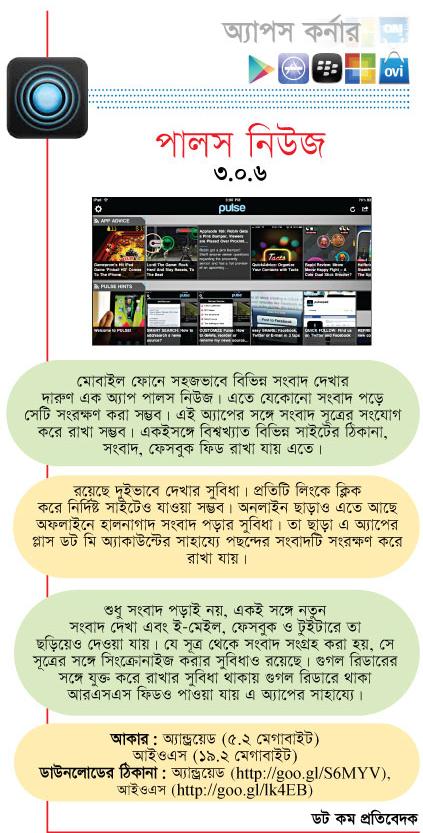 অ্যাপস কর্নার
ovi
পালস নিউজ
৩.০.৬
iPad
pulse
APP ADVICE
PULSE HINTS
Welcome to PULSE!
মোবাইল ফোনে সহজভাবে বিভিন্ন সংবাদ দেখার
দারুণ এক অ্যাপ পালস নিউজ। এতে যেকোনো সংবাদ পড়ে
সেটি সংরক্ষণ করা সম্ভব। এই অ্যাপের সঙ্গে সংবাদ সূত্রের সংযোগ
করে রাখা সম্ভব। একইসঙ্গে বিশ্বখ্যাত বিভিন্ন সাইটের ঠিকানা,
সংবাদ, ফেসবুক ফিড রাখা যায় এতে।
রয়েছে দুইভাবে দেখার সুবিধা। প্রতিটি লিংকে ক্লিক
করে নির্দিষ্ট সাইটেও যাওয়া সম্ভব। অনলাইন ছাড়াও এতে আছে
অফলাইনে হালনাগাদ সংবাদ পড়ার সুবিধা। তা ছাড়া এ অ্যাপের
প্লাস ডট মি অ্যাকাউন্টের সাহায্যে পছন্দের সংবাদটি সংরক্ষণ করে
রাখা যায়।
শুধু সংবাদ পড়াই নয়, একই সঙ্গে নতুন
সংবাদ দেখা এবং ই-মেইল, ফেসবুক ও টুইটারে তা
ছড়িয়েও দেওয়া যায়। যে সূত্র থেকে সংবাদ সংগ্রহ করা হয়, সে
সূত্রের সঙ্গে সিংক্রোনাইজ করার সুবিধাও রয়েছে। গুগল রিডারের
সঙ্গে যুক্ত করে রাখার সুবিধা থাকায় গুগল রিডারে থাকা
আরএসএস ফিডও পাওয়া যায় এ অ্যাপের সাহায্যে।
আকার : অ্যান্ড্রয়েড (৫.২ মেগাবাইট)
আইওএস (১৯.২ মেগাবাইট)
ডাউনলোডের ঠিকানা : অ্যান্ড্রয়েড (http://goo.gl/S6MYV),
আইওএস (http://goo.gl/lk4EB)
ডট কম প্রতিবেদক